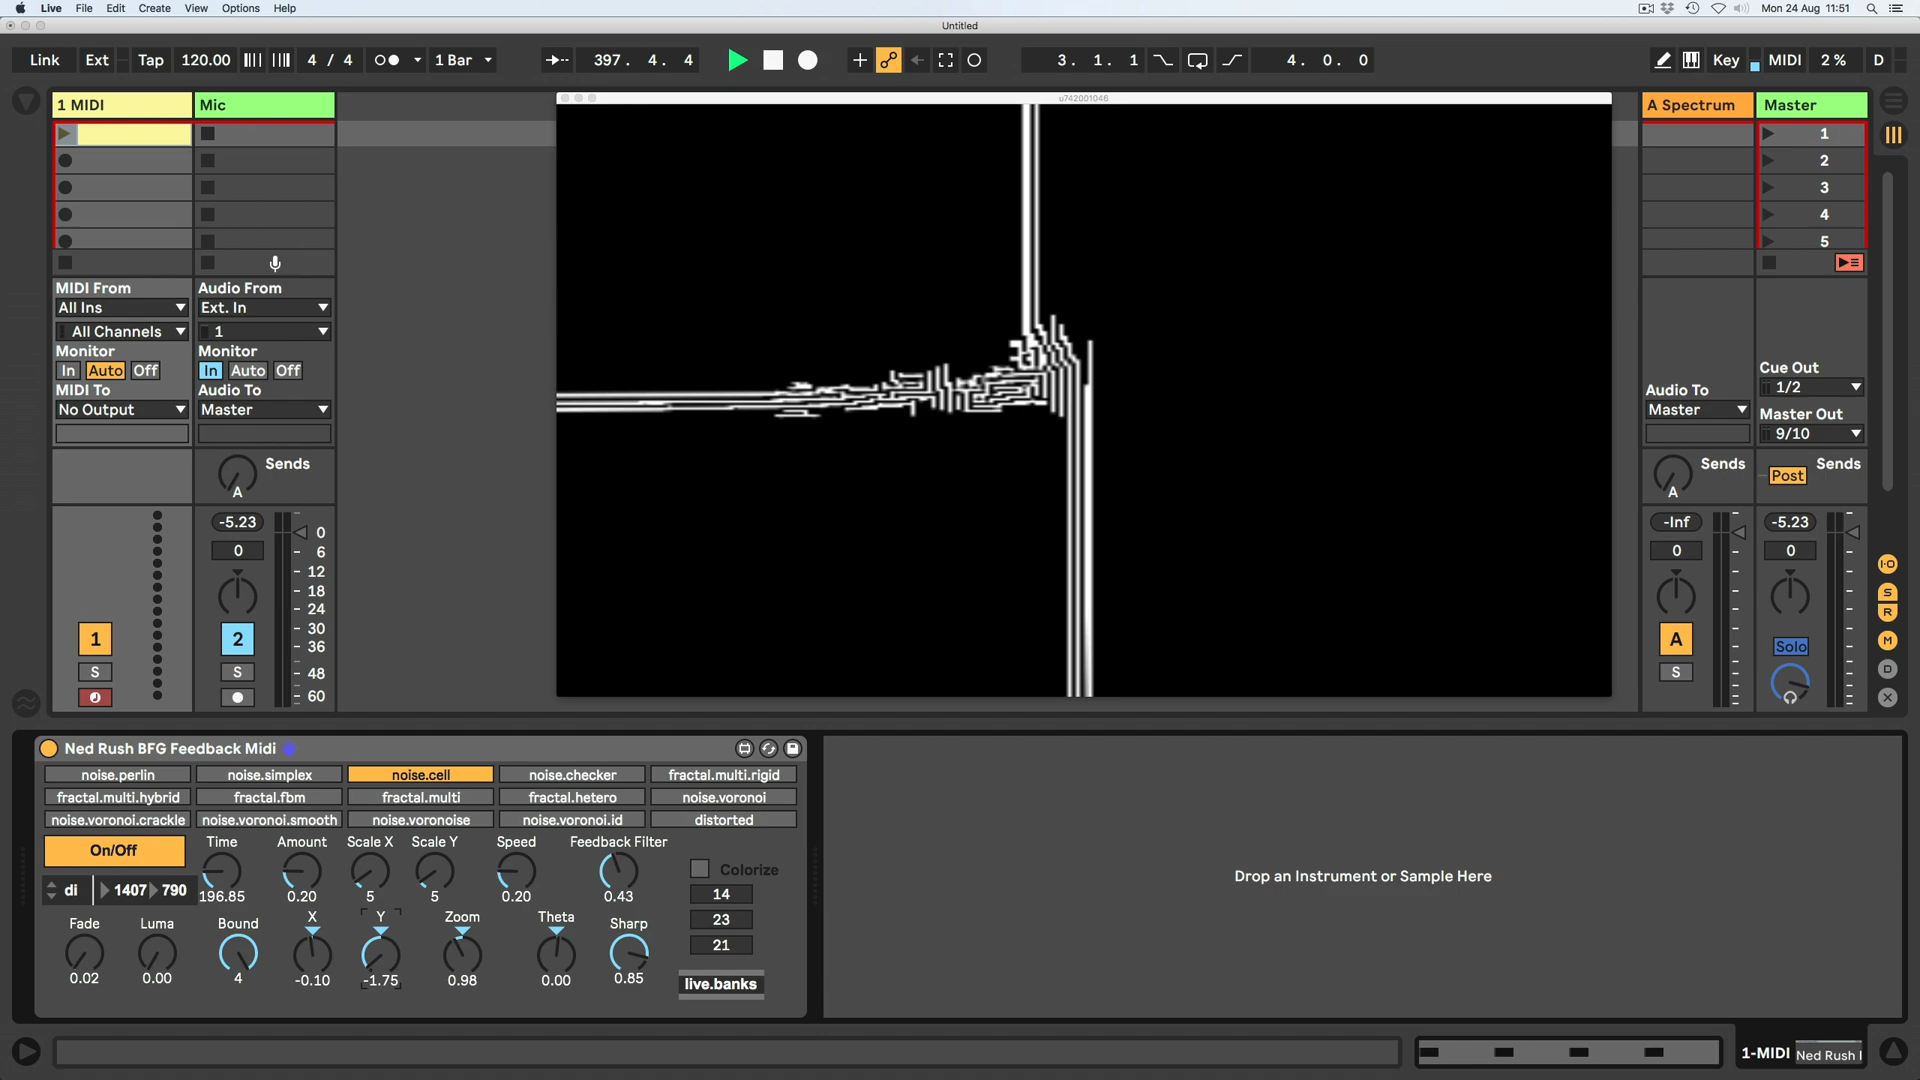 Live File Edit Create View Options Help
Mon 24 Aug 11:51
Untitled
Link Ext Tap 120.00 4 / 4 1 Bar 397. 4. 4 3. 1. 1 4. 0. 0 Key MIDI 2 % D
1 MIDI Mic u742001046 A Spectrum Master
1
2
3
4
5
MIDI From Audio From
All Ins Ext. In
All Channels 1
Monitor Monitor
In Auto Off In Auto Off
MIDI To Audio To
No Output Master
Cue Out
1/2
Audio To
Master
Master Out
9/10
Sends
A
Sends
A
Post Sends
-5.23
0
0
6
12
18
24
30
36
48
60
-Inf
0
-5.23
0
1 2 A Solo
S S S
I·O
S
R
M
D
X
Ned Rush BFG Feedback Midi
noise.perlin noise.simplex noise.cell noise.checker fractal.multi.rigid
fractal.multi.hybrid fractal.fbm fractal.multi fractal.hetero noise.voronoi
noise.voronoi.crackle noise.voronoi.smooth noise.voronoise noise.voronoi.id distorted
On/Off Time Amount Scale X Scale Y Speed Feedback Filter
Colorize
di 1407 790 196.85 0.20 5 5 0.20 0.43 14
23
21
Fade Luma Bound X Y Zoom Theta Sharp
0.02 0.00 4 -0.10 -1.75 0.98 0.00 0.85
live.banks
Drop an Instrument or Sample Here
1-MIDI Ned Rush